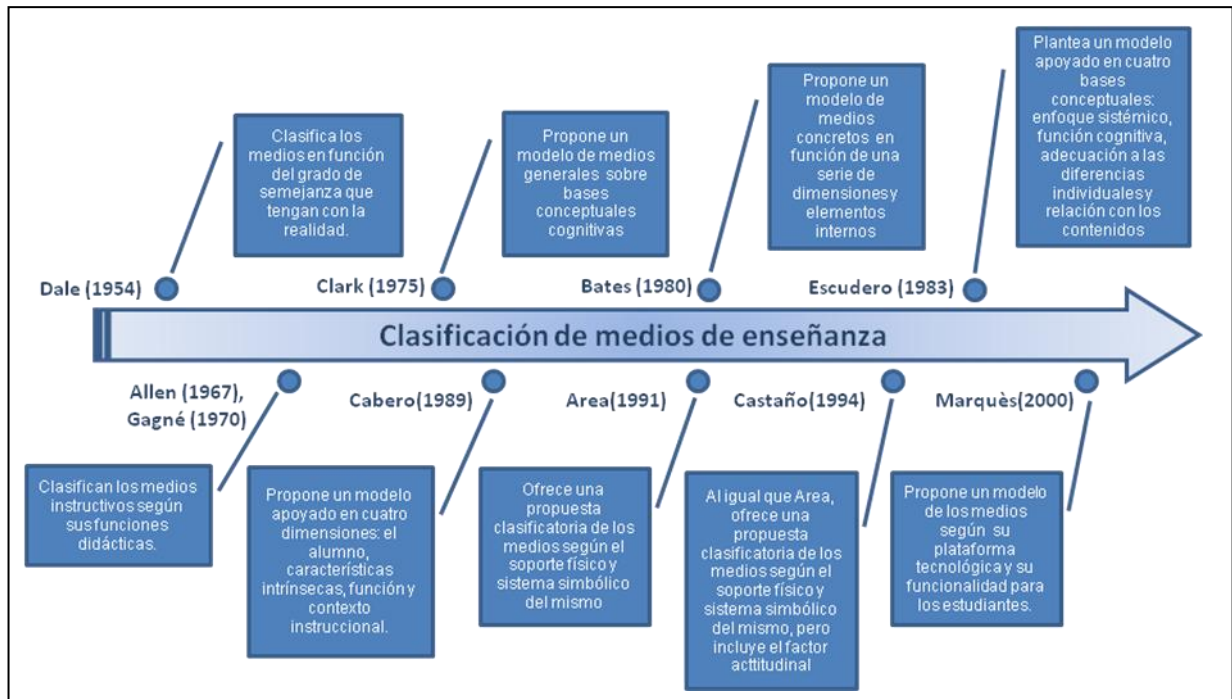 Clasifica los
medios en función
del grado de
semejanza que
tengan con la
realidad.
Propone un
modelo de medios
generales sobre
bases
conceptuales
cognitivas
Propone un
modelo de
medios
concretos en
función de una
serie de
dimensiones y
elementos
internos
Plantea un modelo
apoyado en cuatro
bases
conceptuales:
enfoque sistémico,
función cognitiva,
adecuación a las
diferencias
individuales y
relación con los
contenidos
Dale (1954)
Clark (1975)
Bates (1980)
Escudero (1983)
Clasificación de medios de enseñanza
Allen (1967),
Gagné (1970)
Cabero(1989)
Area(1991)
Castaño(1994)
Marquès(2000)
Clasifican los medios
instructivos según
sus funciones
didácticas.
Propone un modelo
apoyado en cuatro
dimensiones: el
alumno,
características
intrínsecas, función y
contexto
instruccional.
Ofrece una
propuesta
clasificatoria de los
medios según el
soporte físico y
sistema simbólico
del mismo
Al igual que Area,
ofrece una
propuesta
clasificatoria de los
medios según el
soporte físico y
sistema simbólico
del mismo, pero
incluye el factor
acttitudinal
Propone un modelo
de los medios
según su
plataforma
tecnológica y su
funcionalidad para
los estudiantes.